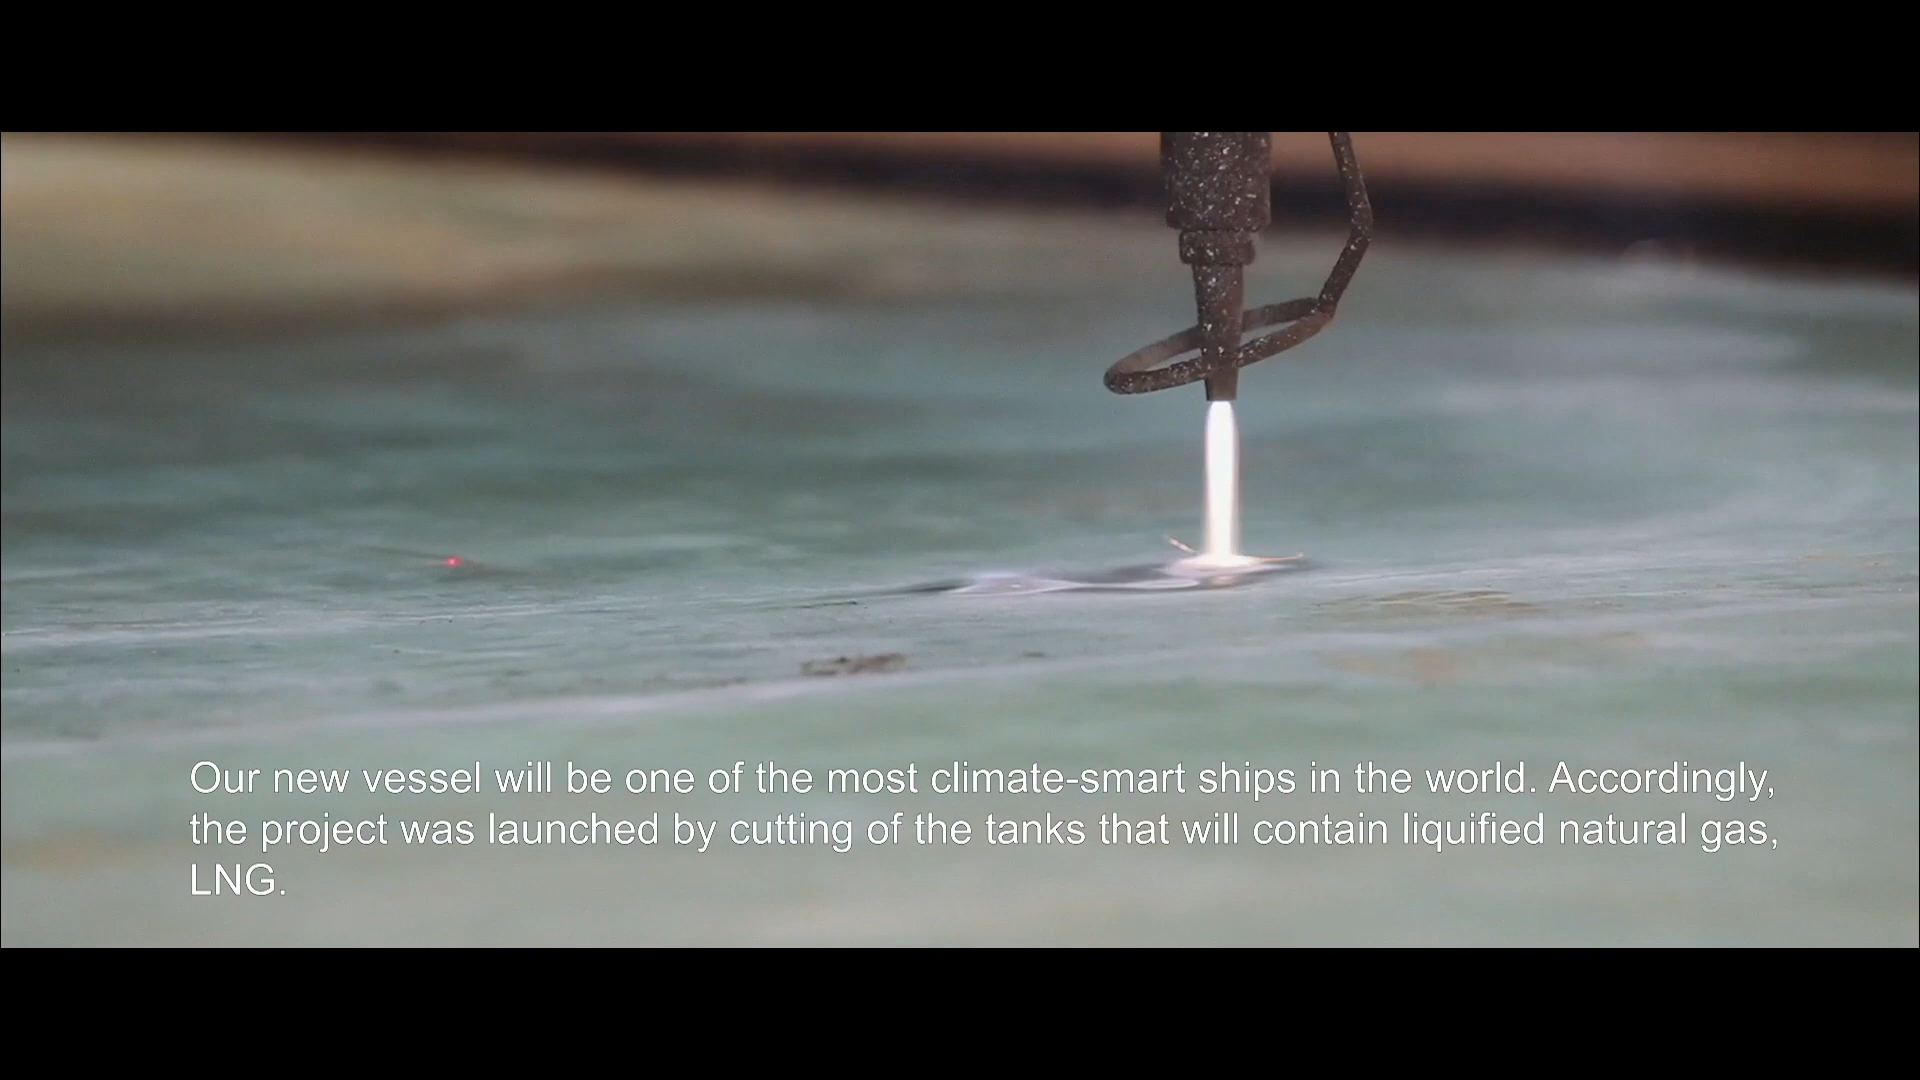 Our new vessel will be one of the most climate-smart ships in the world. Accordingly,
the project was launched by cutting of the tanks that will contain liquified natural gas,
LNG.